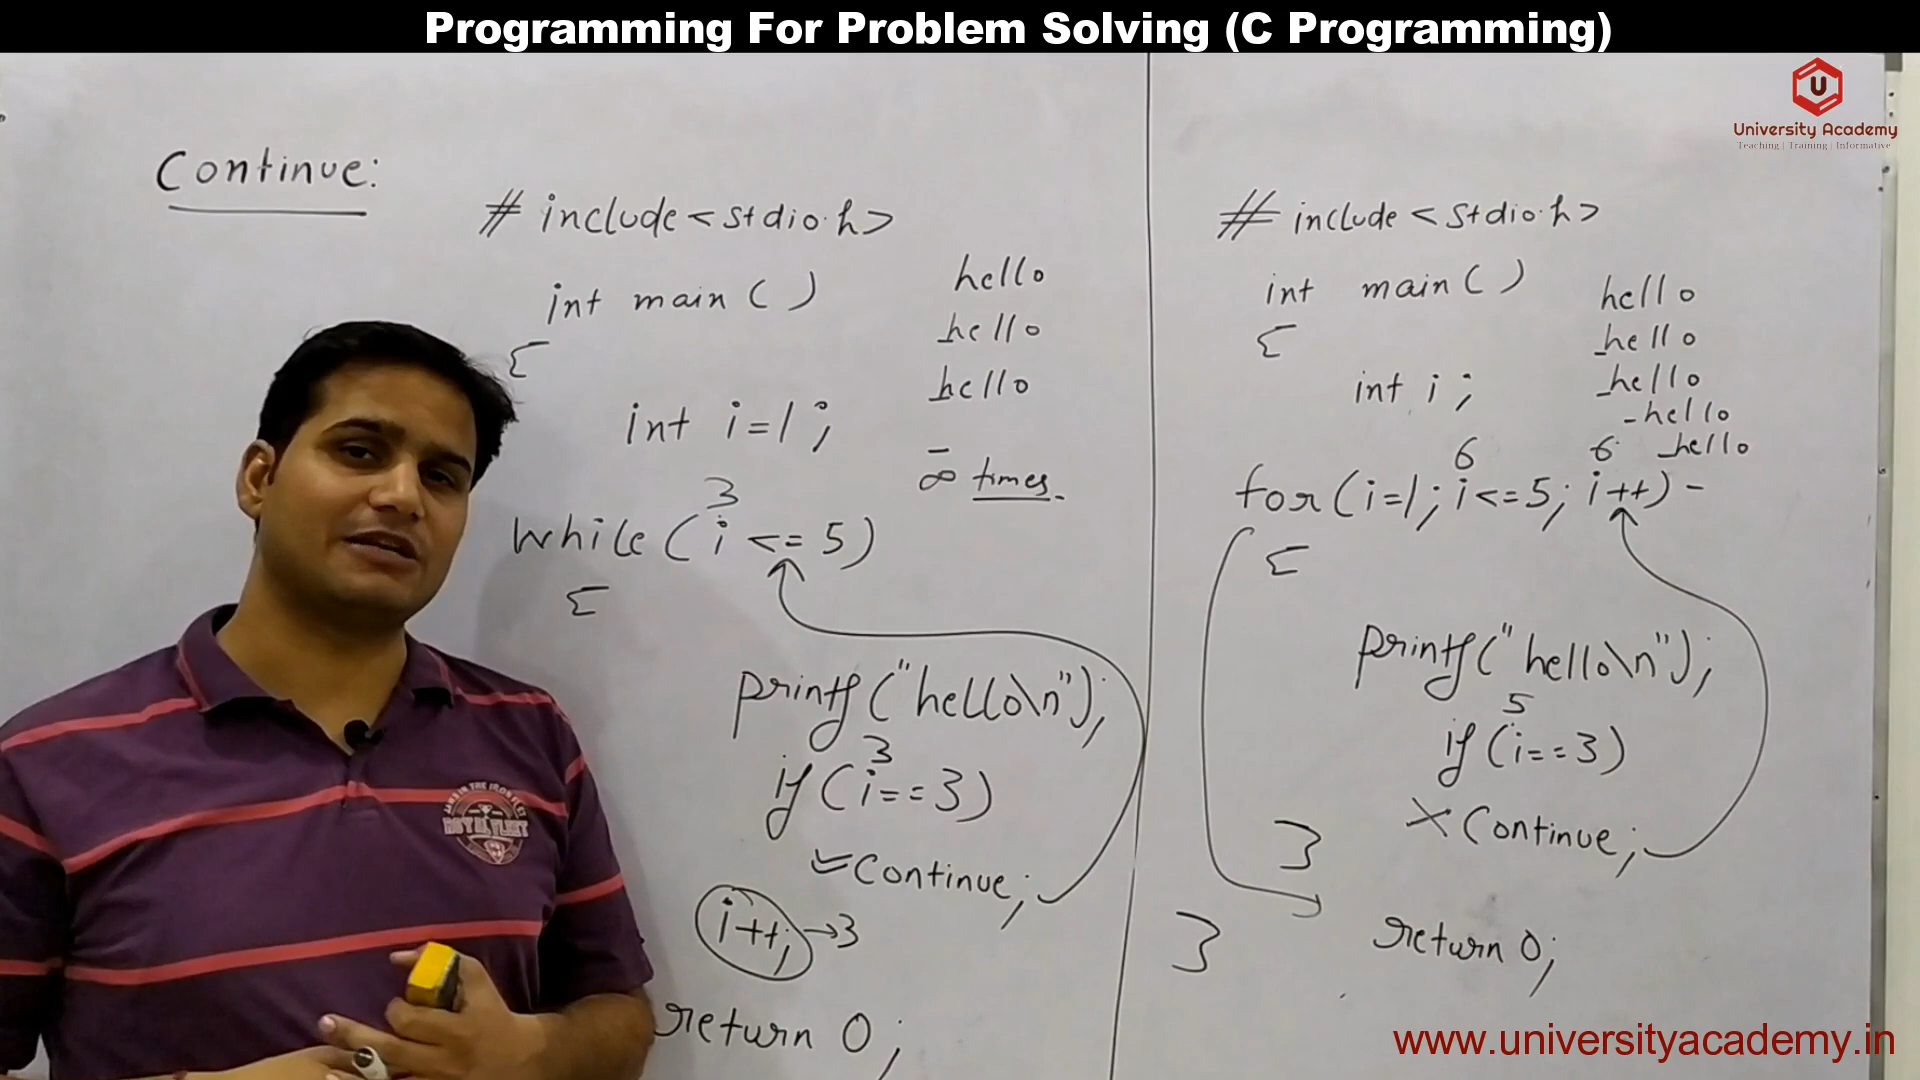 Programming For Problem Solving (C Programming)
U
University Academy
Teaching | Training | Informative
Continue:
# include <stdio.h>
int main ( )
{
int i=1;
3
while (i <= 5)
{
printf ("hello\n");
3
if (i==3)
Continue;
i++; → 3
return 0;
hello
hello
hello
∞ times.
# include <stdio.h>
int main ( )
{
int i ;
6 6
for (i=1; i<=5; i++) -
{
printf ("hello\n");
5
if (i==3)
× Continue;
}
return 0;
}
hello
hello
hello
hello
hello
ROYAL FLEET
www.universityacademy.in